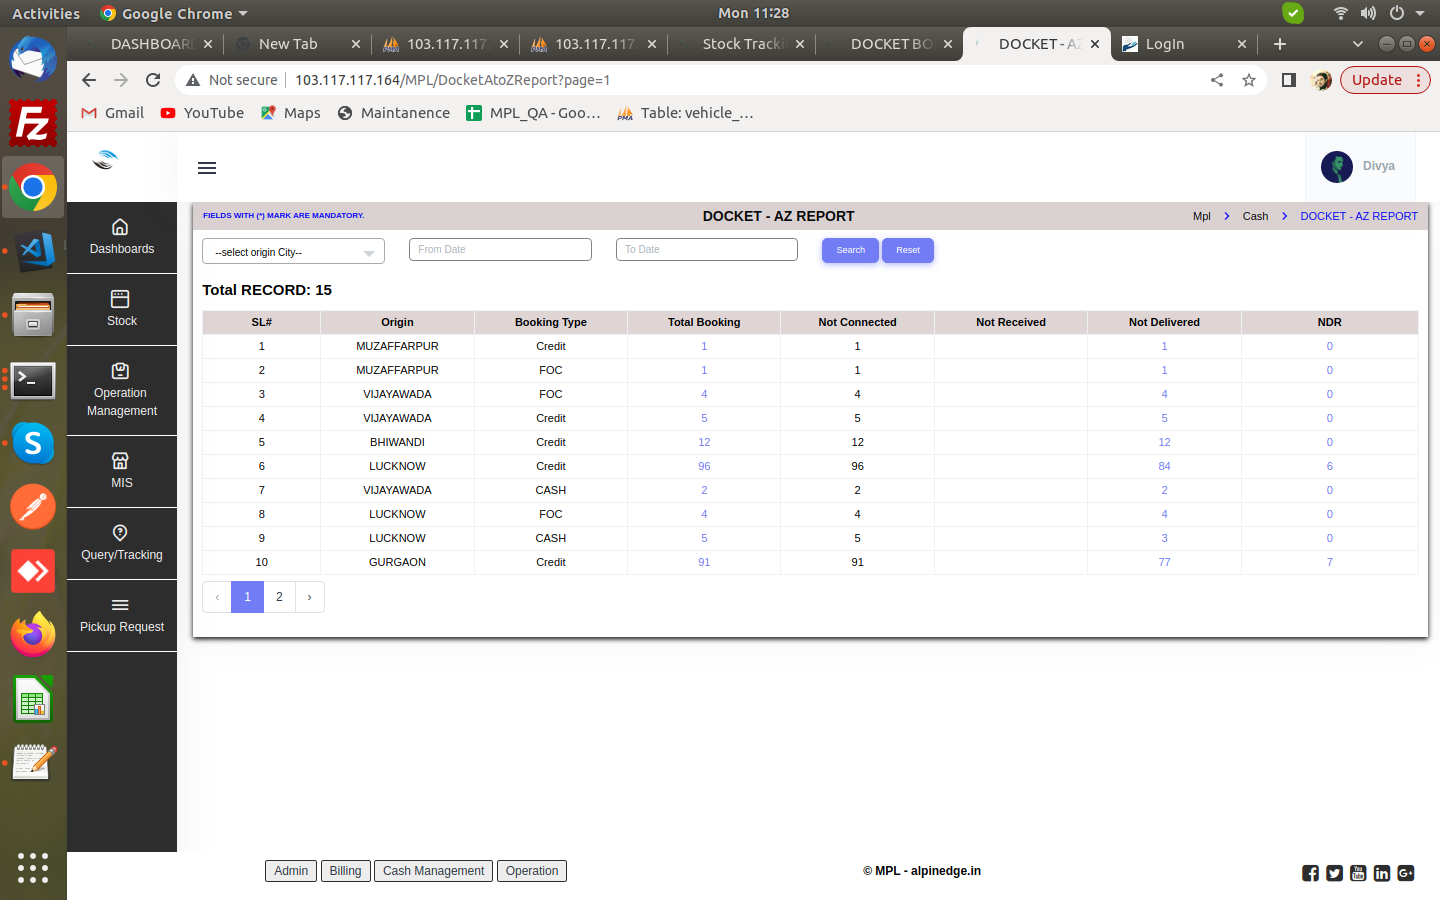 Activities Google Chrome Mon 11:28
DASHBOAR New Tab 103.117.117. 103.117.117. Stock Tracki DOCKET BO DOCKET - AZ LogIn
Not secure 103.117.117.164/MPL/DocketAtoZReport?page=1 Update
Gmail YouTube Maps Maintanence MPL_QA - Goo… Table: vehicle_…
Divya
FIELDS WITH (*) MARK ARE MANDATORY. DOCKET - AZ REPORT Mpl Cash DOCKET - AZ REPORT
--select origin City-- From Date To Date Search Reset
Total RECORD: 15
SL# Origin Booking Type Total Booking Not Connected Not Received Not Delivered NDR
1 MUZAFFARPUR Credit 1 1 1 0
2 MUZAFFARPUR FOC 1 1 1 0
3 VIJAYAWADA FOC 4 4 4 0
4 VIJAYAWADA Credit 5 5 5 0
5 BHIWANDI Credit 12 12 12 0
6 LUCKNOW Credit 96 96 84 6
7 VIJAYAWADA CASH 2 2 2 0
8 LUCKNOW FOC 4 4 4 0
9 LUCKNOW CASH 5 5 3 0
10 GURGAON Credit 91 91 77 7
‹ 1 2 ›
Dashboards
Stock
Operation
Management
MIS
Query/Tracking
Pickup Request
Admin Billing Cash Management Operation © MPL - alpinedge.in